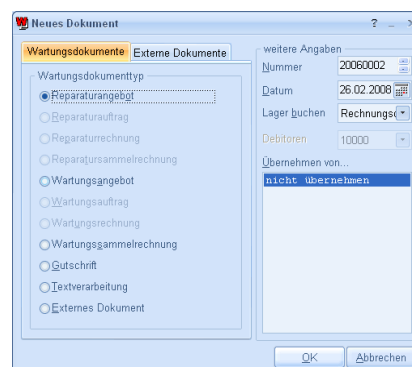 Neues Dokument
Wartungsdokumente Externe Dokumente
Wartungsdokumenttyp
Reparaturangebot
Reparaturauftrag
Reparaturrechnung
Reparatursammelrechnung
Wartungsangebot
Wartungsauftrag
Wartungsrechnung
Wartungssammelrechnung
Gutschrift
Textverarbeitung
Externes Dokument
weitere Angaben
Nummer 20060002
Datum 26.02.2008
Lager buchen
Debitoren 10000
Übernehmen von...
nicht übernehmen
OK Abbrechen